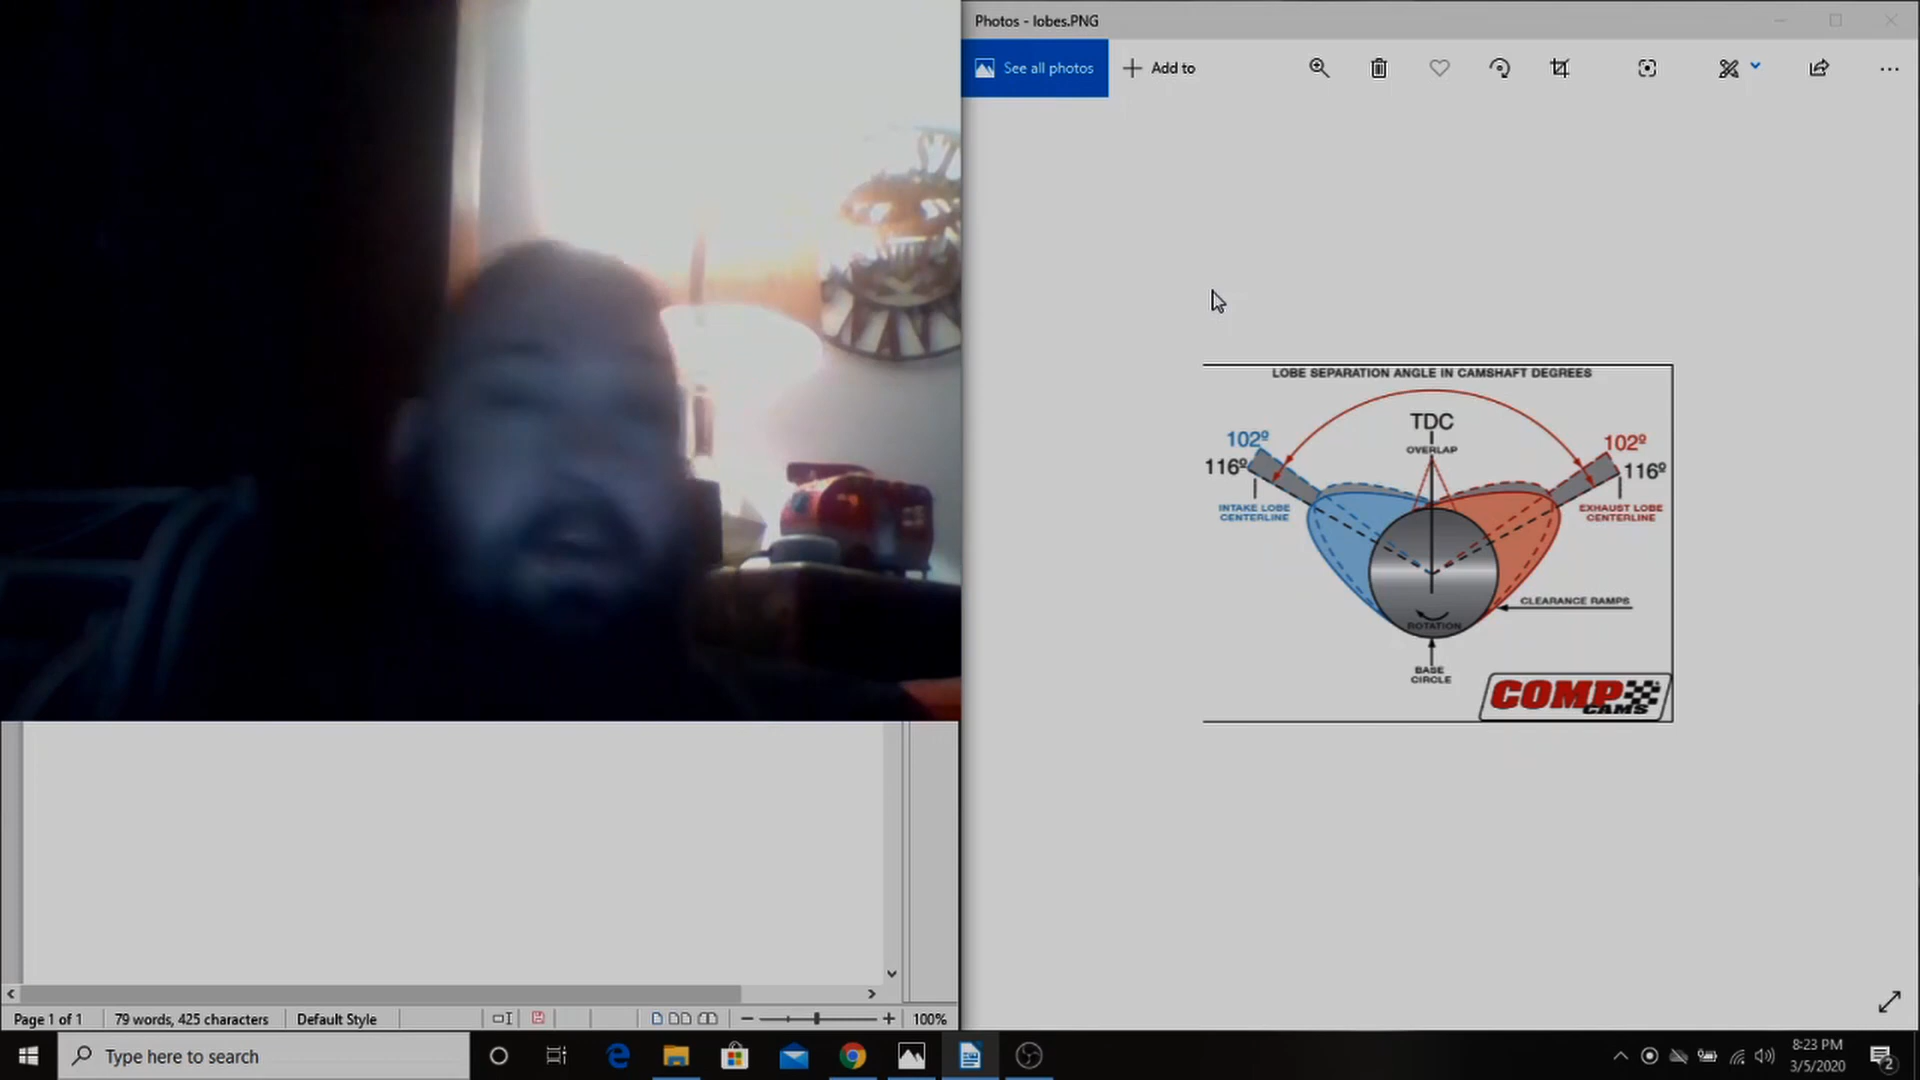 Photos - lobes.PNG
See all photos
Add to
LOBE SEPARATION ANGLE IN CAMSHAFT DEGREES
TDC
OVERLAP
102º
116º
102º
116º
INTAKE LOBE
CENTERLINE
EXHAUST LOBE
CENTERLINE
CLEARANCE RAMPS
ROTATION
BASE
CIRCLE
COMP
CAMS
Page 1 of 1
79 words, 425 characters
Default Style
100%
Type here to search
8:23 PM
3/5/2020
2